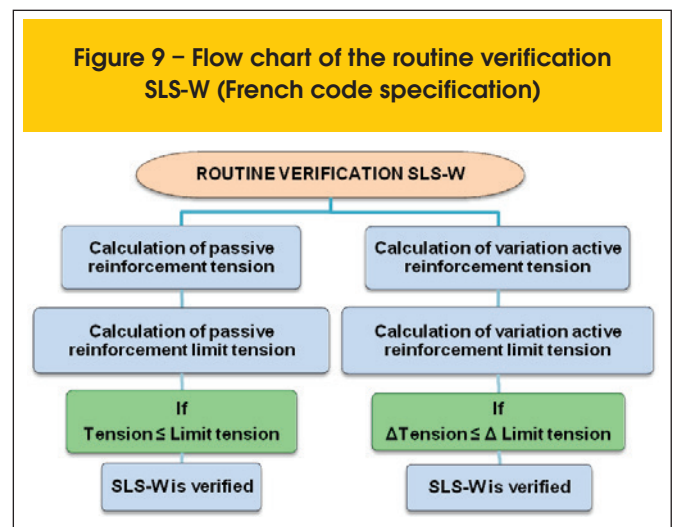 Figure 9 – Flow chart of the routine verification
SLS-W (French code specification)
ROUTINE VERIFICATION SLS-W
Calculation of passive
reinforcement tension
Calculation of variation active
reinforcement tension
Calculation of passive
reinforcement limit tension
Calculation of variation active
reinforcement limit tension
If
Tension ≤ Limit tension
If
ΔTension ≤ Δ Limit tension
SLS-W is verified
SLS-W is verified